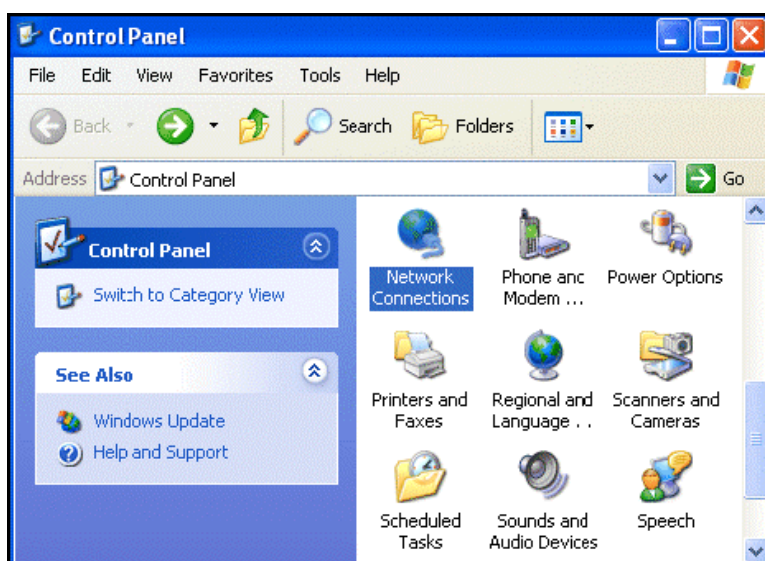 Control Panel
File Edit View Favorites Tools Help
Back Search Folders
Address Control Panel Go
Control Panel
Switch to Category View
See Also
Windows Update
Help and Support
Network
Connections
Phone and
Modem ...
Power Options
Printers and
Faxes
Regional and
Language . .
Scanners and
Cameras
Scheduled
Tasks
Sounds and
Audio Devices
Speech